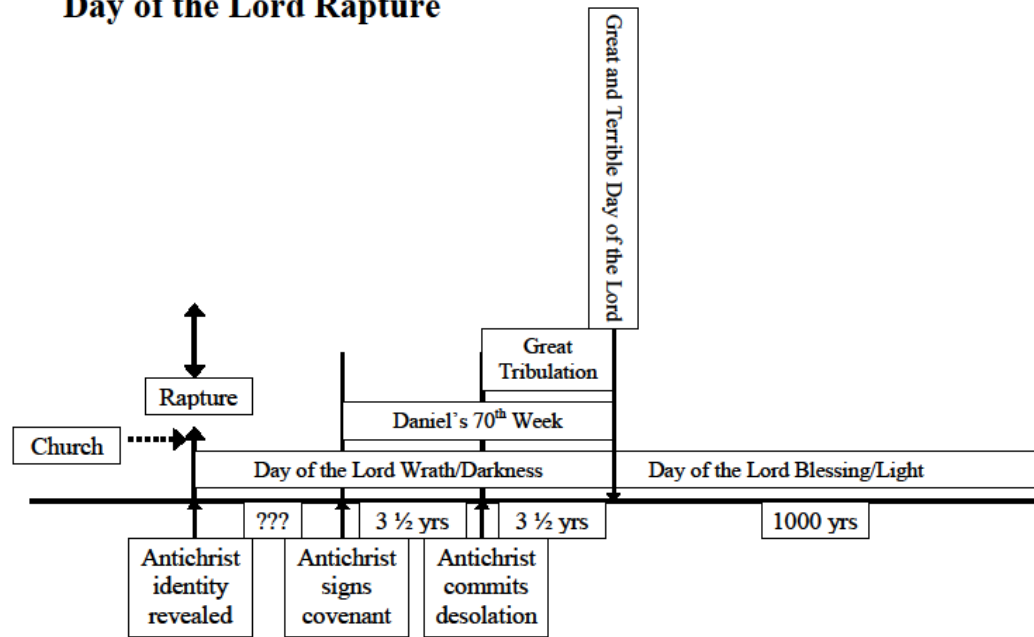 Day of the Lord Rapture
Great and Terrible Day of the Lord
Great
Tribulation
Rapture
Daniel's 70th Week
Church
Day of the Lord Wrath/Darkness
Day of the Lord Blessing/Light
???
3 ½ yrs
3 ½ yrs
1000 yrs
Antichrist
identity
revealed
Antichrist
signs
covenant
Antichrist
commits
desolation